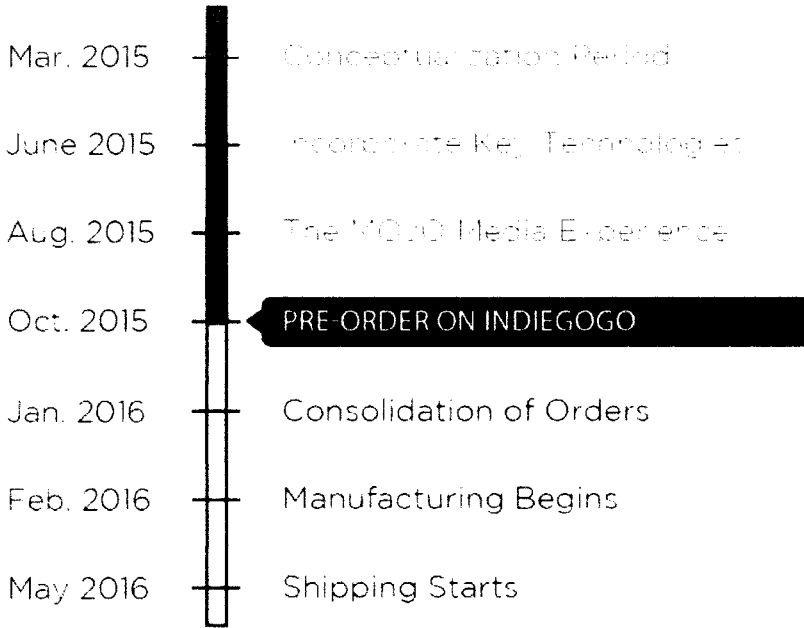 Mar. 2015 Conceptualization Period
June 2015 Incorporate Key Technologies
Aug. 2015 The MOJO Media Experience
Oct. 2015 PRE-ORDER ON INDIEGOGO
Jan. 2016 Consolidation of Orders
Feb. 2016 Manufacturing Begins
May 2016 Shipping Starts